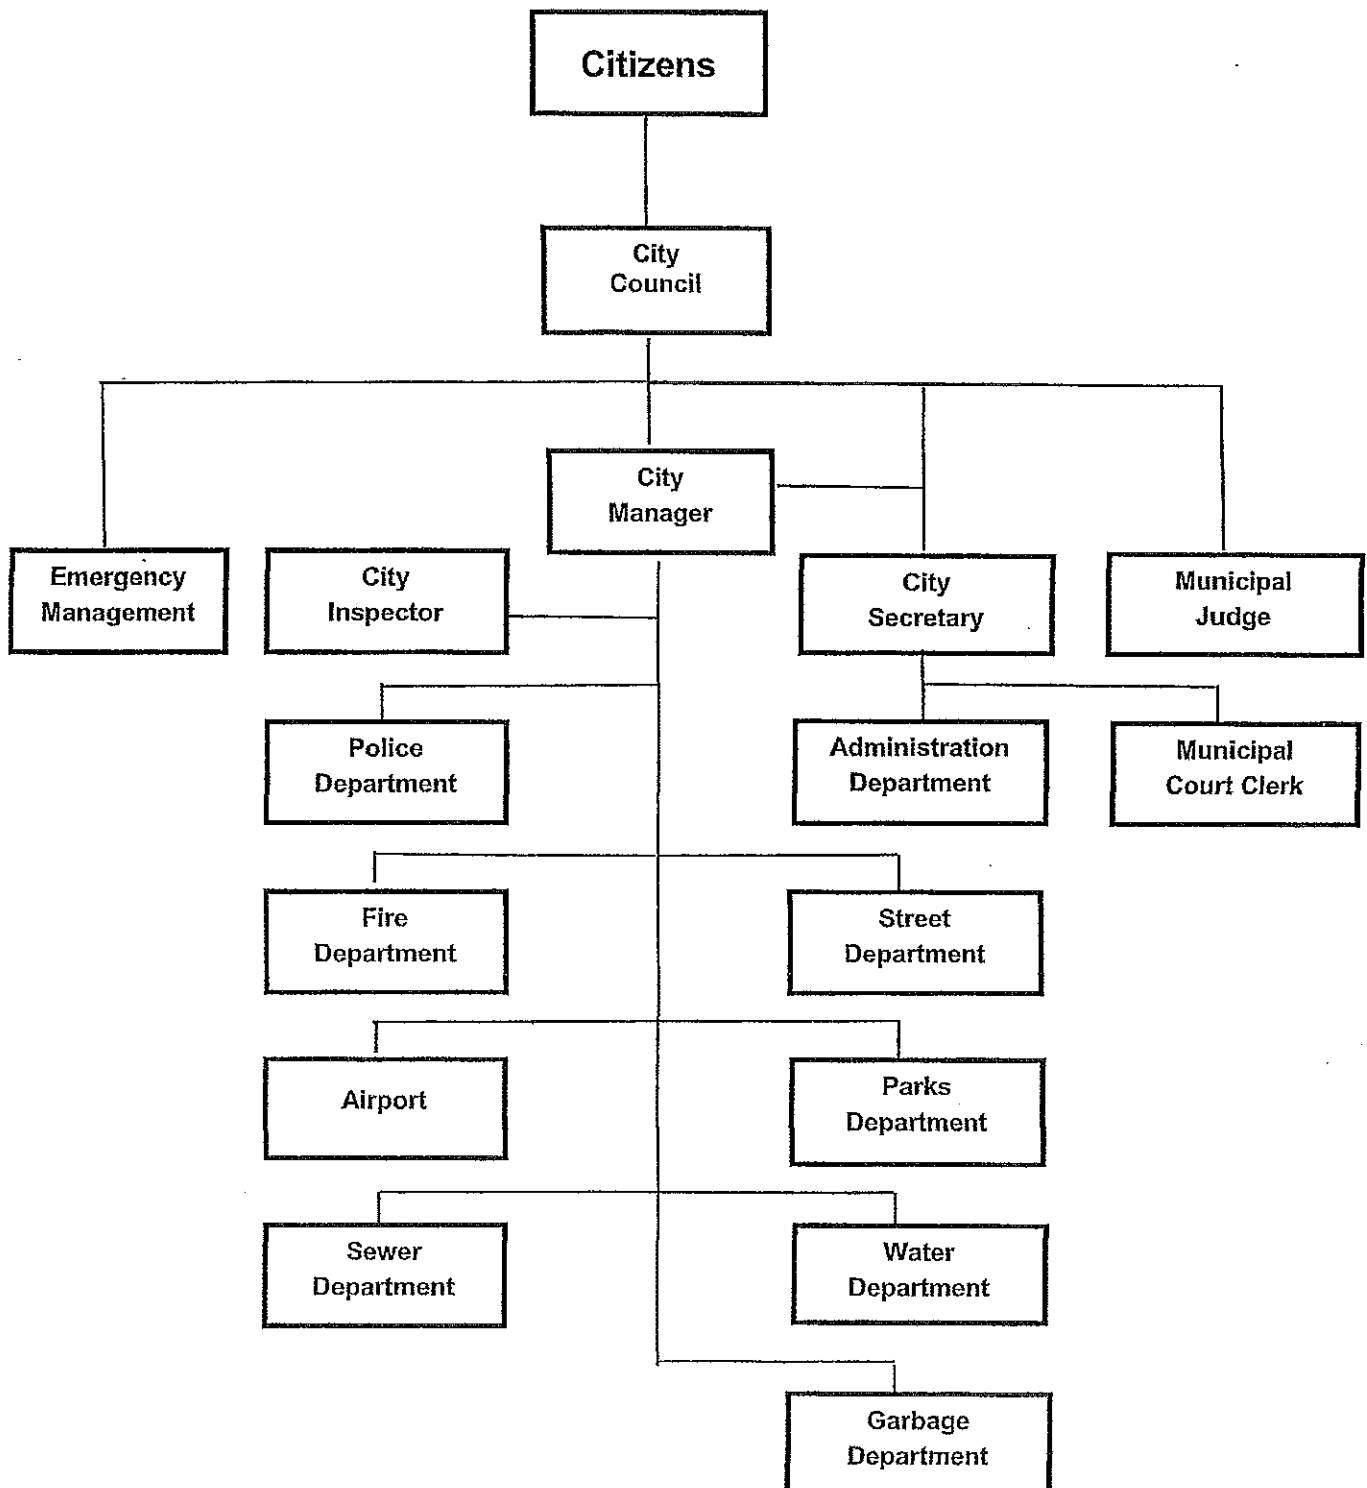 Citizens
City
Council
City
Manager
Emergency
Management
City
Inspector
City
Secretary
Municipal
Judge
Police
Department
Administration
Department
Municipal
Court Clerk
Fire
Department
Street
Department
Airport
Parks
Department
Sewer
Department
Water
Department
Garbage
Department